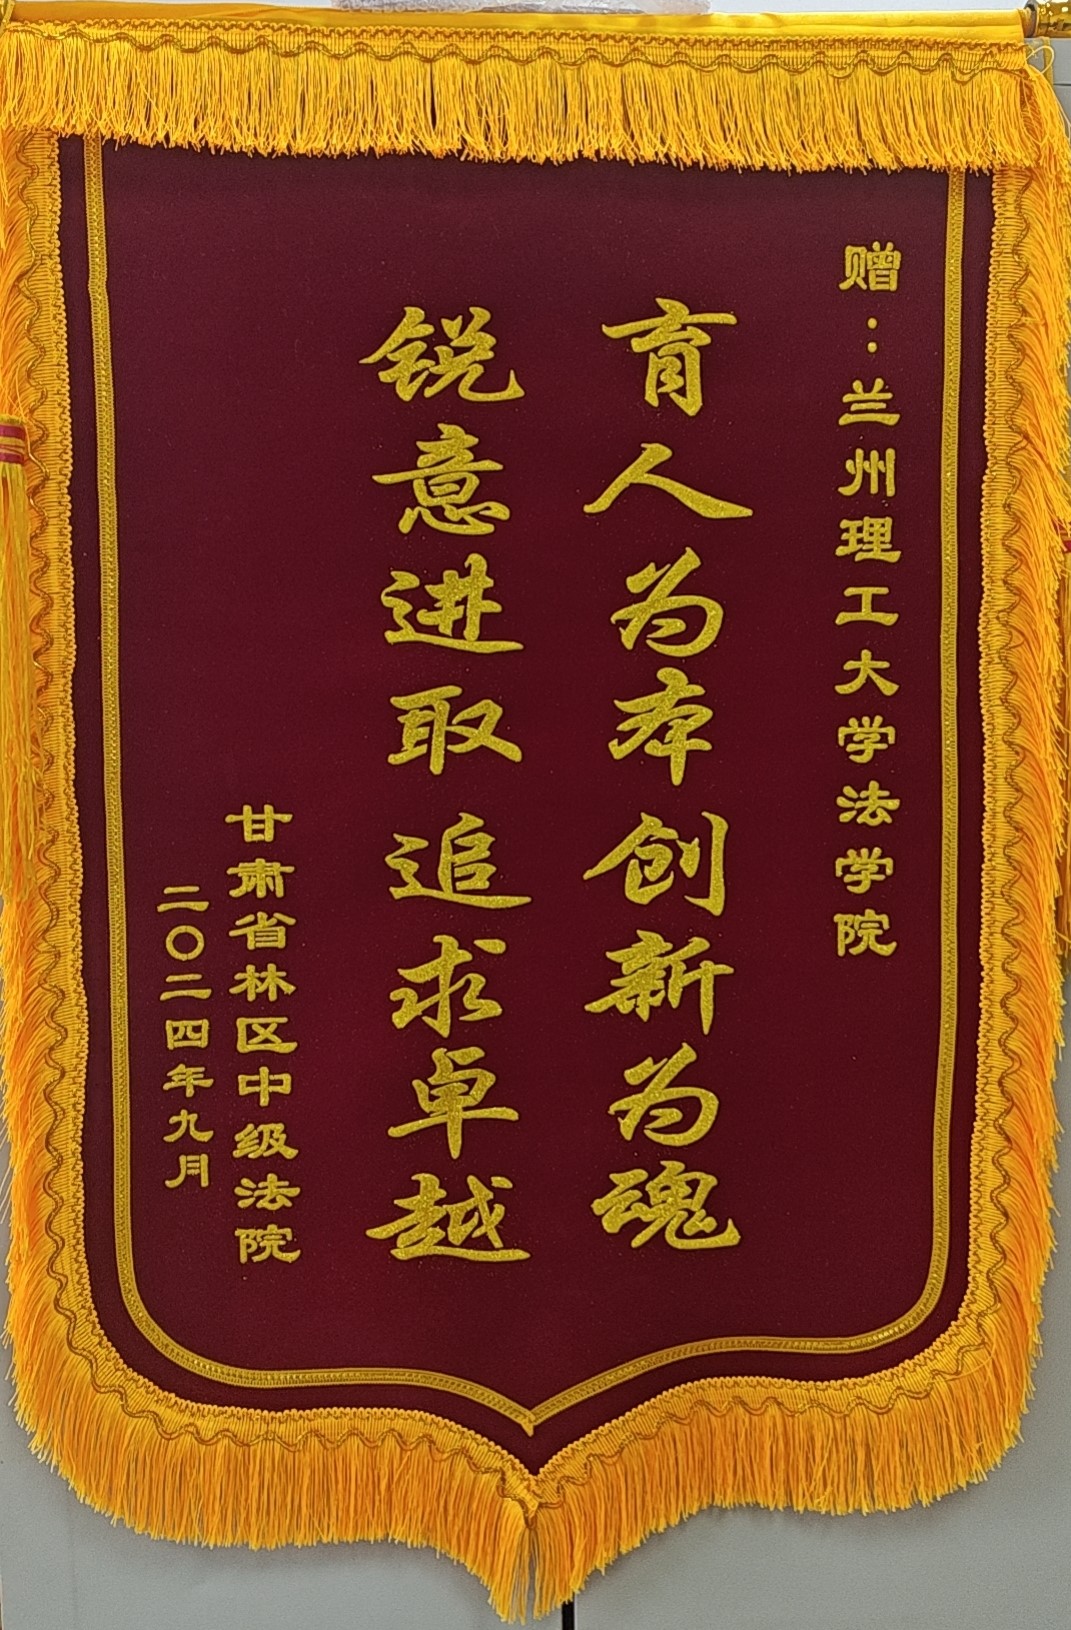 赠：兰州理工大学法学院
育人为本创新为魂
锐意进取追求卓越
甘肃省林区中级法院
二〇二四年九月